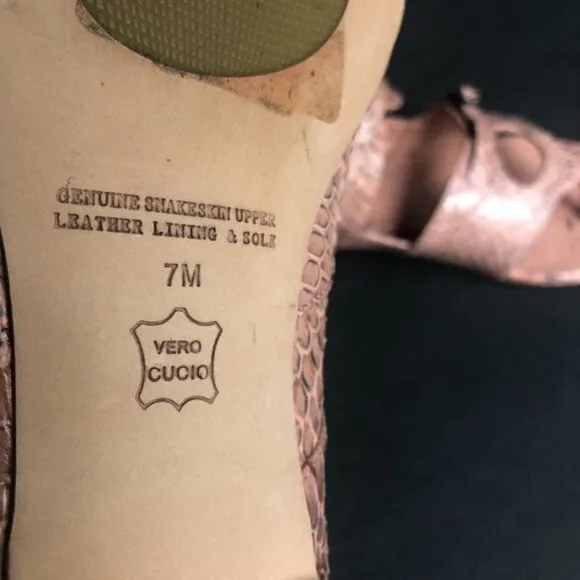 GENUINE SNAKESKIN UPPER
LEATHER LINING & SOLE
7M
VERO
CUCIO